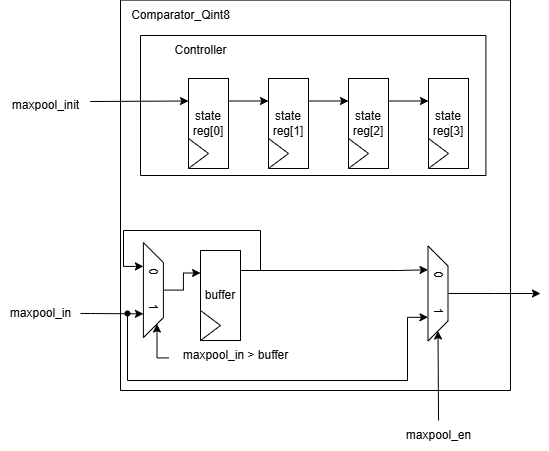 Comparator_Qint8
Controller
maxpool_init
state
reg[0]
state
reg[1]
state
reg[2]
state
reg[3]
0
1
buffer
0
1
maxpool_in
maxpool_in > buffer
maxpool_en